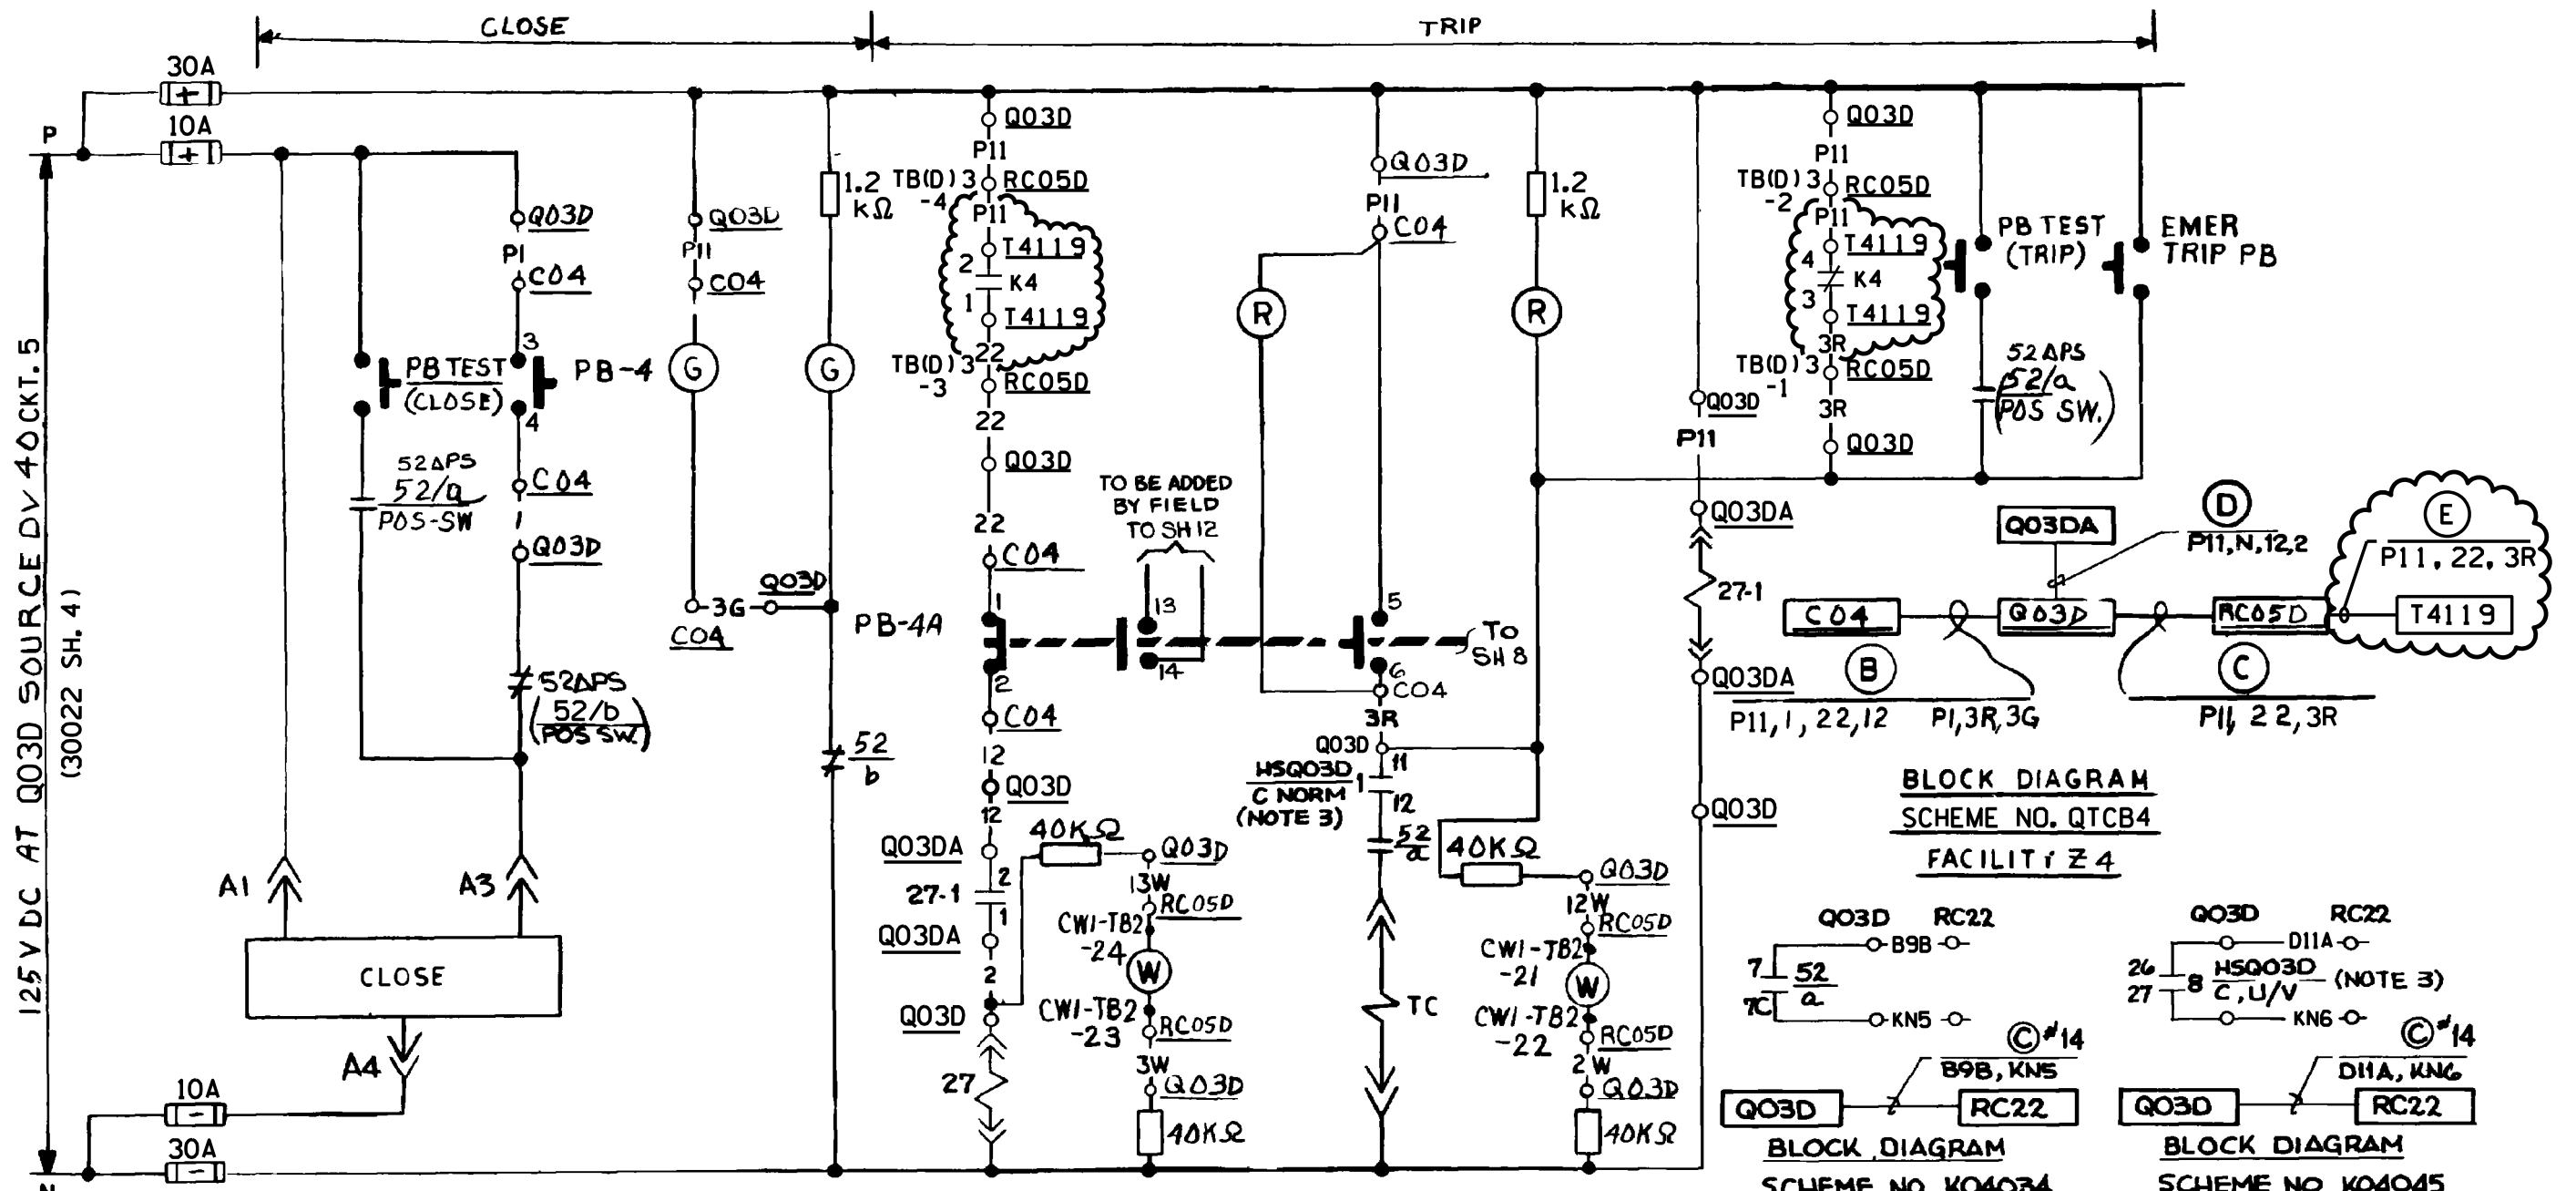 CLOSE
TRIP
30A
+
10A
+
P
125 V DC AT Q03D SOURCE DV 40 CKT. 5
(30022 SH. 4)
Q03D
P1
C04
3
PB-4
4
PB TEST
(CLOSE)
52ΔPS
52/a
POS-SW
C04
1
Q03D
52ΔPS
52/b
POS SW.
A1
A3
CLOSE
A4
10A
-
30A
-
N
Q03D
P11
C04
G
3G
Q03D
C04
1.2
kΩ
G
52
b
Q03D
P11
TB(D)3
-4
RC05D
P11
T4119
2
K4
1
T4119
22
TB(D)3
-3
RC05D
22
Q03D
22
C04
PB-4A
1
2
C04
12
Q03D
12
Q03DA
2
27-1
1
Q03DA
2
Q03D
27
TO BE ADDED
BY FIELD
TO SH 12
13
14
40KΩ
Q03D
13W
RC05D
CW1-TB2
-24
W
CW1-TB2
-23
RC05D
3W
Q03D
40KΩ
Q03D
P11
C04
R
5
6
TO
SH 8
C04
3R
Q03D
11
HSQ03D
C NORM
1
12
(NOTE 3)
52
a
TC
1.2
kΩ
R
40KΩ
Q03D
12W
RC05D
CW1-TB2
-21
W
CW1-TB2
-22
RC05D
2W
Q03D
40KΩ
Q03D
P11
Q03DA
27-1
Q03DA
Q03D
Q03D
P11
TB(D)3
-2
RC05D
P11
T4119
4
K4
3
T4119
3R
TB(D)3
-1
RC05D
3R
Q03D
PB TEST
(TRIP)
52ΔPS
52/a
POS SW.
EMER
TRIP PB
Q03DA
D
P11,N,12,2
E
P11, 22, 3R
C04
Q03D
RC05D
T4119
B
P11, 1, 22, 12
P1, 3R, 3G
C
P11, 22, 3R
BLOCK DIAGRAM
SCHEME NO. QTCB4
FACILITY Z4
Q03D RC22
B9B
7
52
a
7C
KN5
C #14
B9B, KN5
Q03D
RC22
BLOCK DIAGRAM
SCHEME NO. K04034
Q03D RC22
D11A
26
27
8
HSQ03D
C, U/V
(NOTE 3)
KN6
C #14
D11A, KN6
Q03D
RC22
BLOCK DIAGRAM
SCHEME NO. K04045